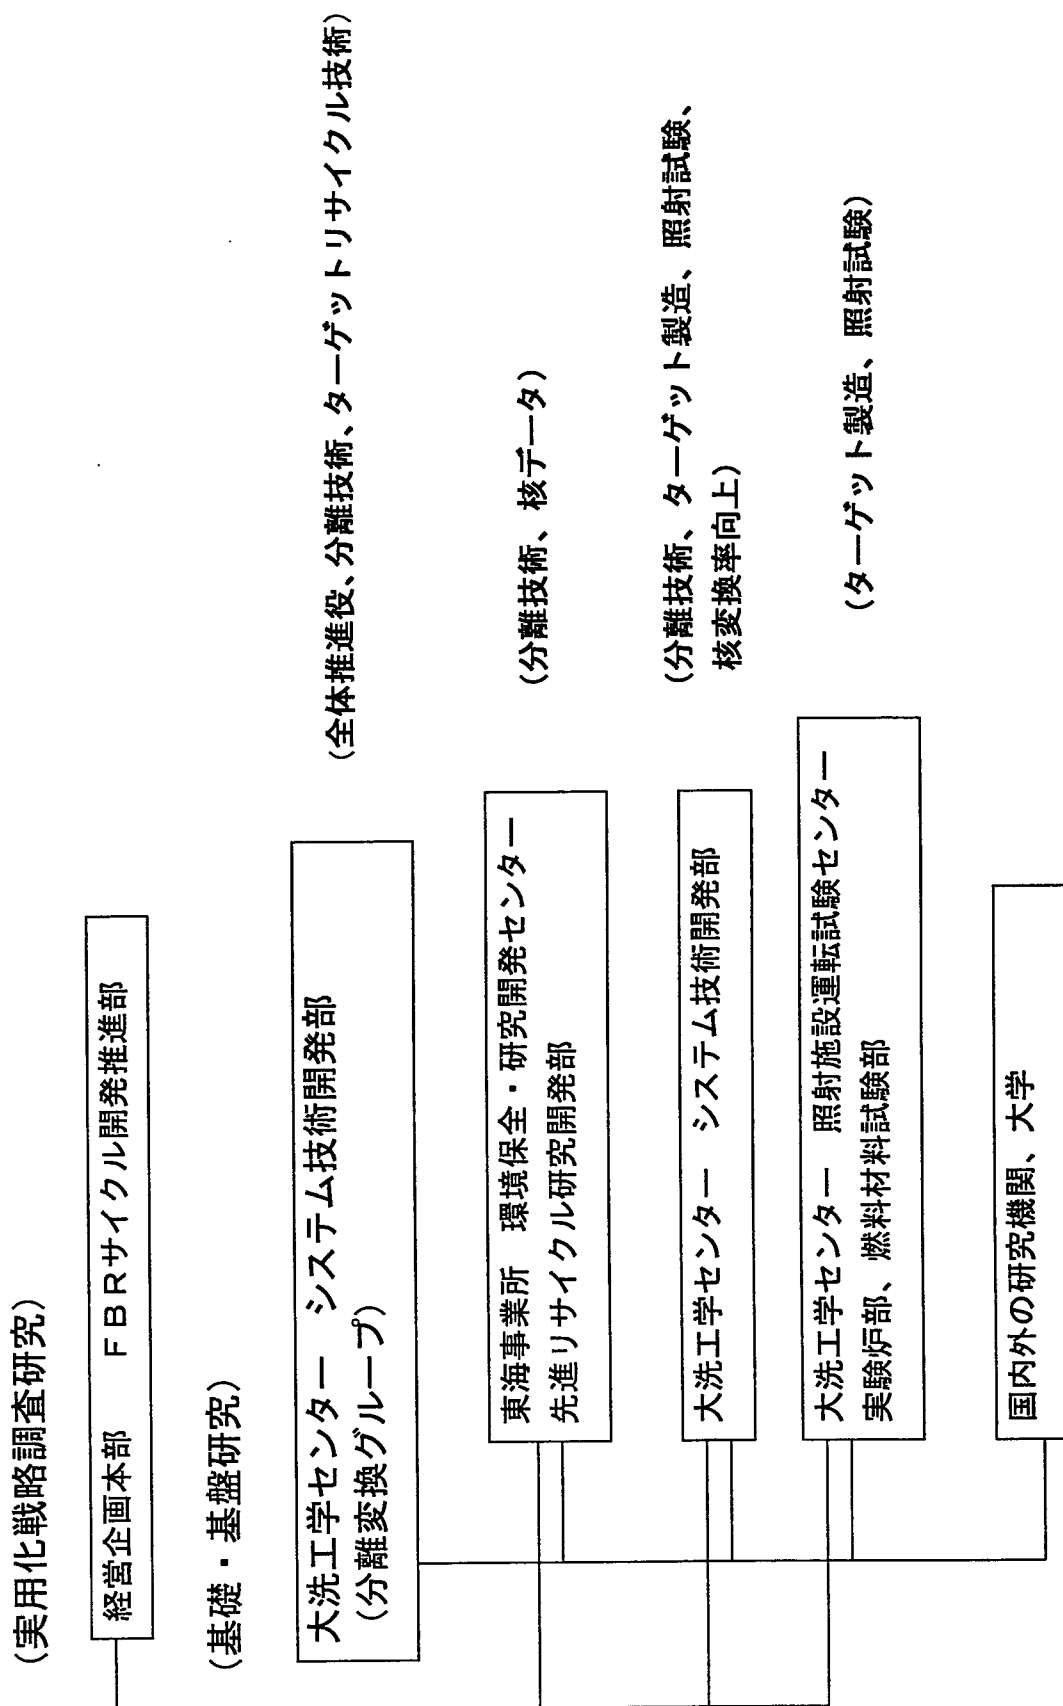 (実用化戦略調査研究)
経営企画本部　FBRサイクル開発推進部
(基礎・基盤研究)
大洗工学センター　システム技術開発部
(分離変換グループ)
(全体推進役、分離技術、ターゲットリサイクル技術)
東海事業所　環境保全・研究開発センター
先進リサイクル研究開発部
(分離技術、核データ)
大洗工学センター　システム技術開発部
(分離技術、ターゲット製造、照射試験、
核変換率向上)
大洗工学センター　照射施設運転試験センター
実験炉部、燃料材料試験部
(ターゲット製造、照射試験)
国内外の研究機関、大学